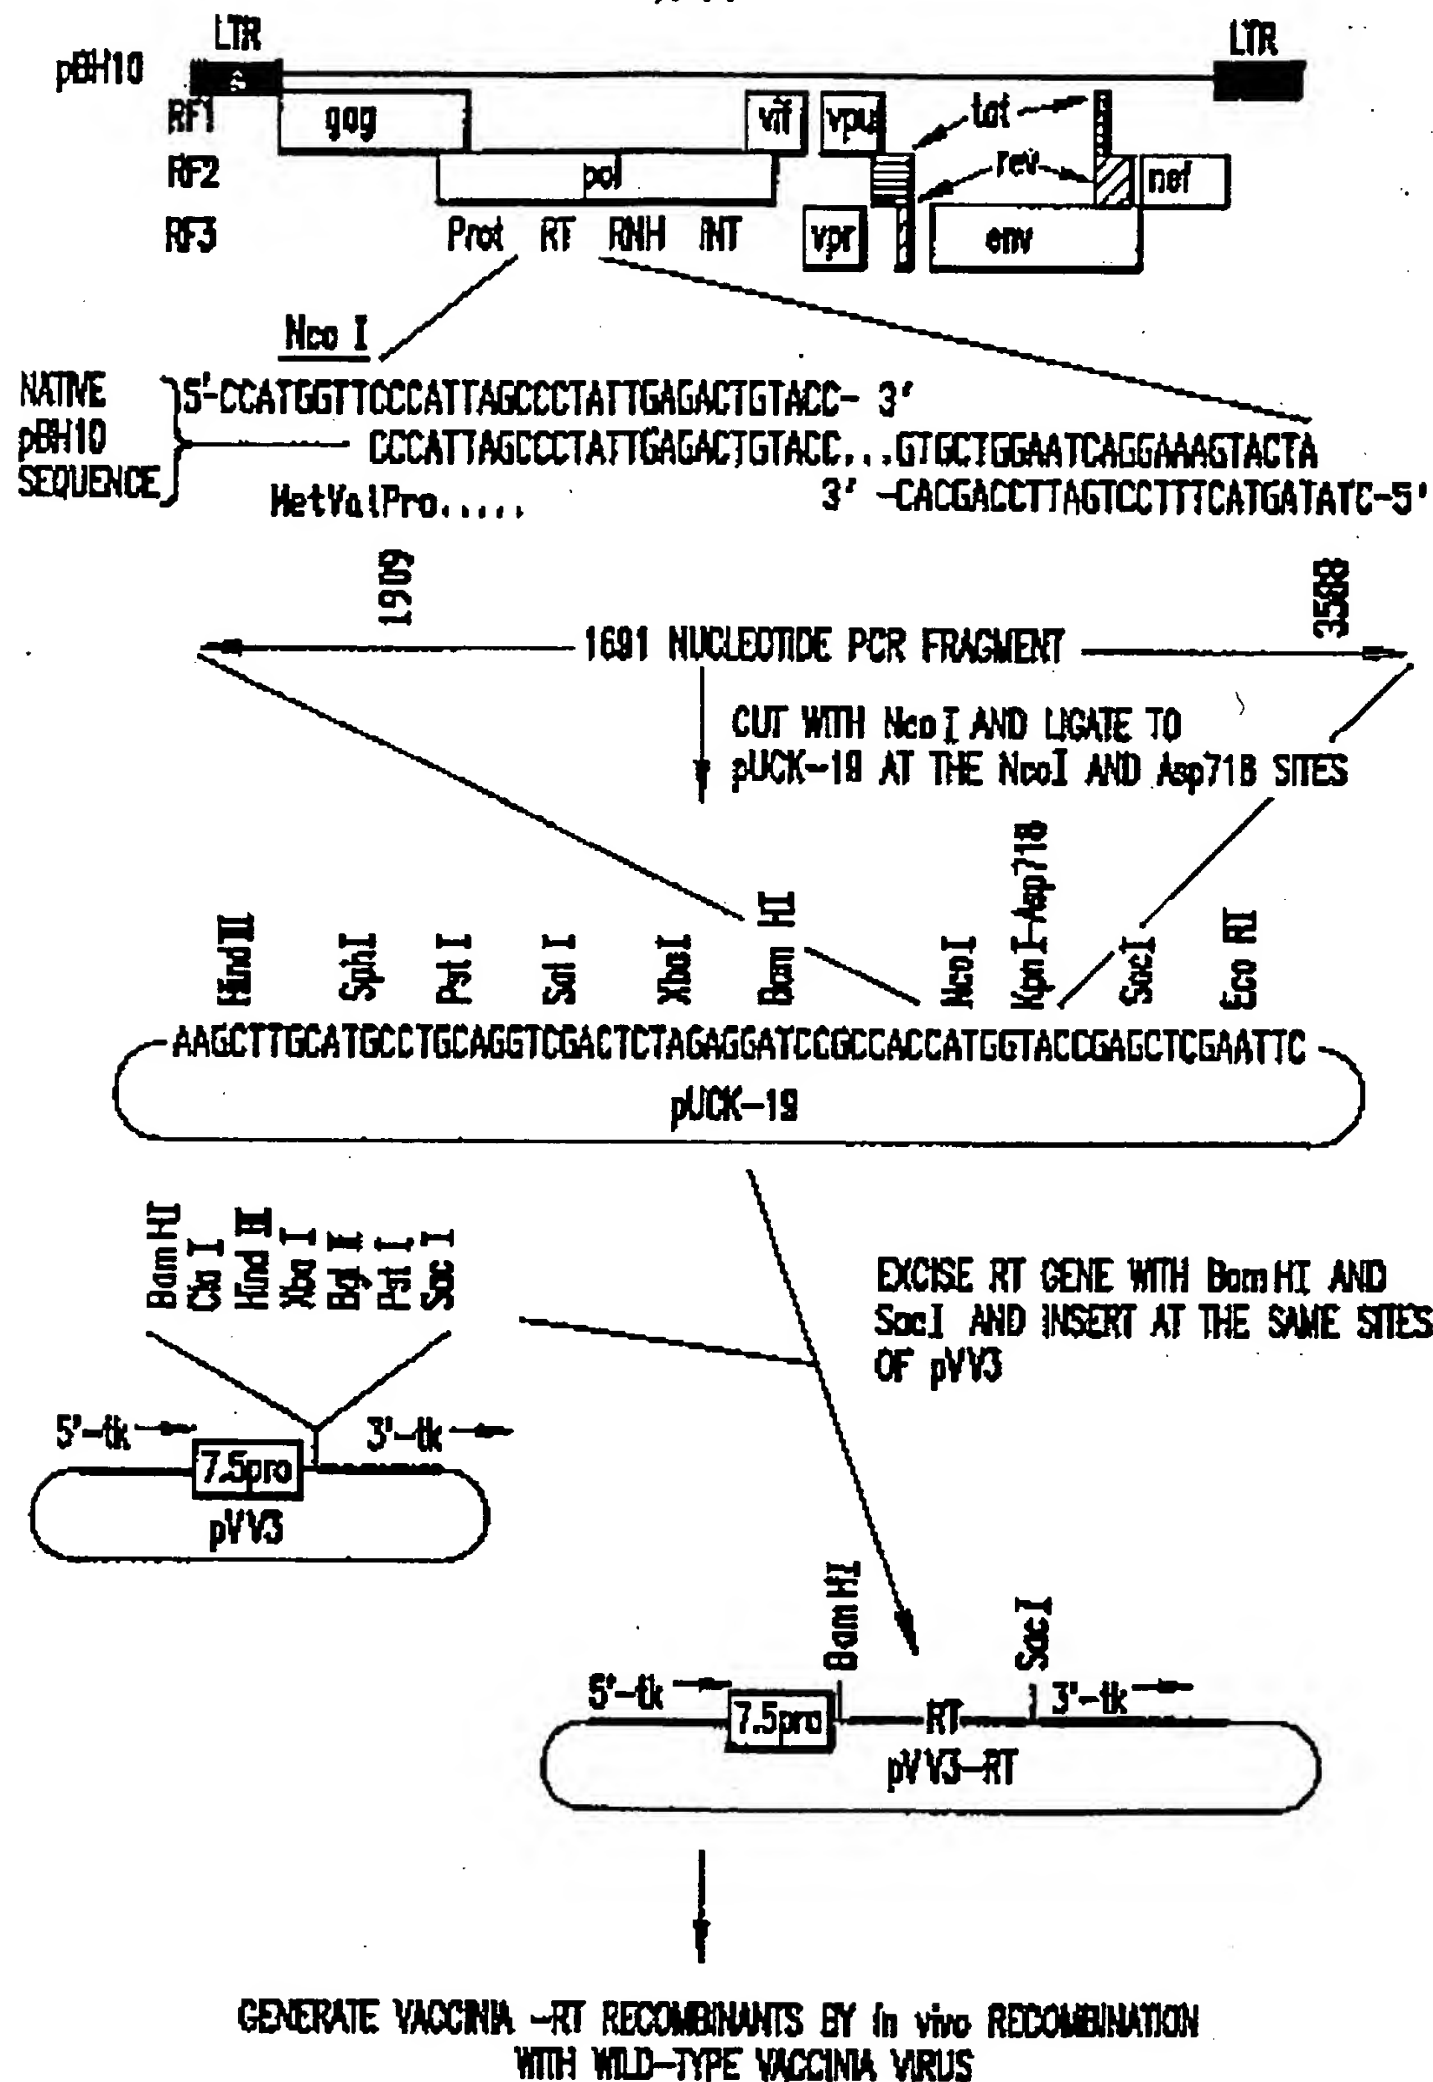 LTR LTR
pBH10
RF1 gag vif vpu tat
RF2 pol rev nef
RF3 Prot RT RNH INT vpr env
Nco I
NATIVE
pBH10
SEQUENCE
5'-CCATGGTTCCCATTAGCCCTATTGAGACTGTACC- 3'
CCCATTAGCCCTATTGAGACTGTACC...GTGCTGGAATCAGGAAAGTACTA
MetValPro..... 3' -CACGACCTTAGTCCTTTCATGATATC-5'
1909 3588
1691 NUCLEOTIDE PCR FRAGMENT
CUT WITH Nco I AND LIGATE TO
pUCK-19 AT THE NcoI AND Asp718 SITES
Hind III SphI Pst I Sal I XbaI Bam HI NcoI KpnI-Asp718 SacI Eco RI
AAGCTTGCATGCCTGCAGGTCGACTCTAGAGGATCCGCCACCATGGTACCGAGCTCGAATTC
pUCK-19
Bam HI Cla I Hind III Xba I Bgl II Pst I Sac I
EXCISE RT GENE WITH Bam HI AND
SacI AND INSERT AT THE SAME SITES
OF pVV3
5'-tk 7.5pro 3'-tk
pVV3
Bam HI SacI
5'-tk 7.5pro RT 3'-tk
pVV3-RT
GENERATE VACCINIA -RT RECOMBINANTS BY in vivo RECOMBINATION
WITH WILD-TYPE VACCINIA VIRUS